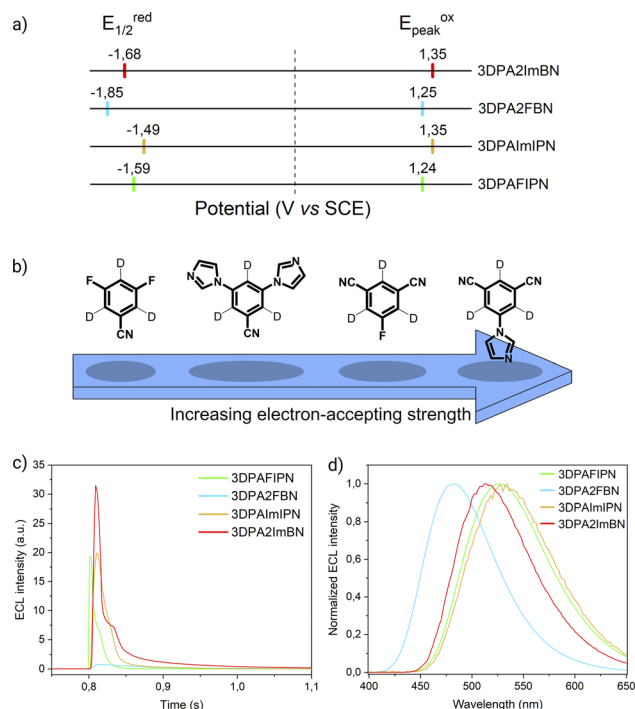 a)
E1/2red
Epeakox
-1,68
1,35
3DPA2ImBN
-1,85
1,25
3DPA2FBN
-1,49
1,35
3DPAImIPN
-1,59
1,24
3DPAFIPN
Potential (V vs SCE)
b)
D
F
F
D
D
CN
N
N
D
N
N
D
D
CN
D
NC
CN
D
D
F
D
NC
CN
D
D
N
N
Increasing electron-accepting strength
c)
35
30
25
20
15
10
5
0
ECL intensity (a.u.)
3DPAFIPN
3DPA2FBN
3DPAImIPN
3DPA2ImBN
0,8
0,9
1,0
1,1
Time (s)
d)
1,0
0,8
0,6
0,4
0,2
0,0
Normalized ECL intensity
3DPAFIPN
3DPA2FBN
3DPAImIPN
3DPA2ImBN
400
450
500
550
600
650
Wavelength (nm)